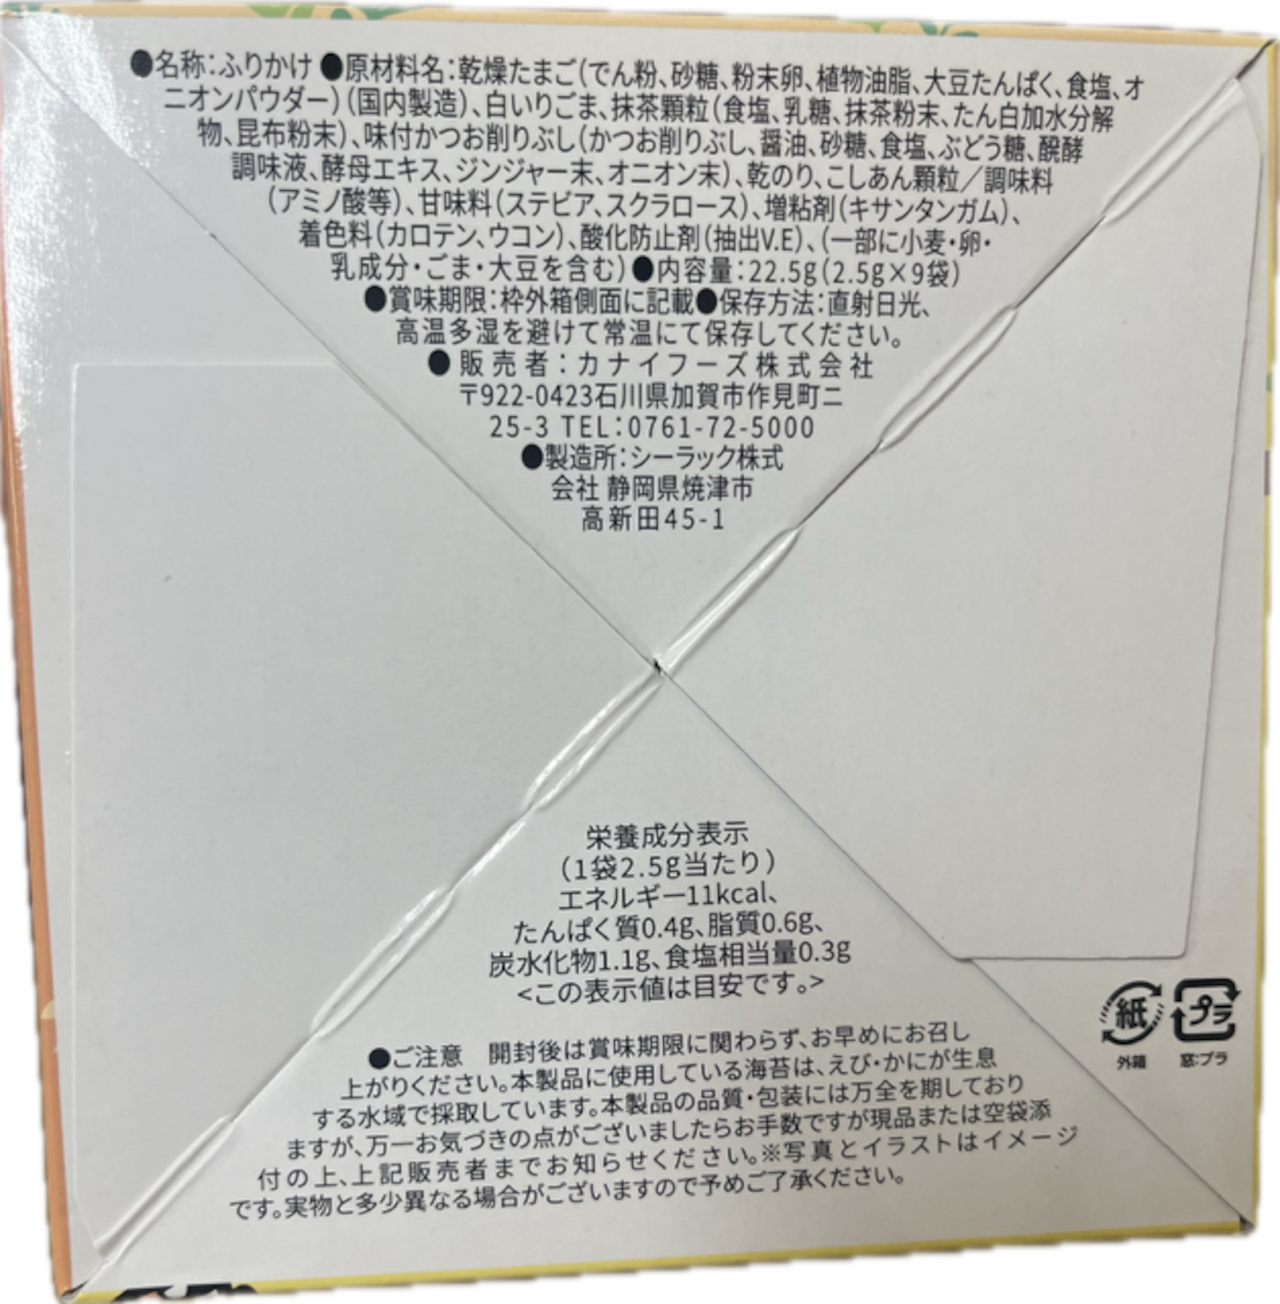 ●名称：ふりかけ ●原材料名：乾燥たまご（でん粉、砂糖、粉末卵、植物油脂、大豆たんぱく、食塩、オ
ニオンパウダー）（国内製造）、白いりごま、抹茶顆粒（食塩、乳糖、抹茶粉末、たん白加水分解
物、昆布粉末）、味付かつお削りぶし（かつお削りぶし、醤油、砂糖、食塩、ぶどう糖、醗酵
調味液、酵母エキス、ジンジャー末、オニオン末）、乾のり、こしあん顆粒／調味料
（アミノ酸等）、甘味料（ステビア、スクラロース）、増粘剤（キサンタンガム）、
着色料（カロテン、ウコン）、酸化防止剤（抽出V.E）、（一部に小麦・卵・
乳成分・ごま・大豆を含む）●内容量：22.5g（2.5g×9袋）
●賞味期限：枠外箱側面に記載●保存方法：直射日光、
高温多湿を避けて常温にて保存してください。
●販売者：カナイフーズ株式会社
〒922-0423石川県加賀市作見町ニ
25-3 TEL：0761-72-5000
●製造所：シーラック株式
会社 静岡県焼津市
高新田45-1
栄養成分表示
（1袋2.5g当たり）
エネルギー11kcal、
たんぱく質0.4g、脂質0.6g、
炭水化物1.1g、食塩相当量0.3g
<この表示値は目安です。>
●ご注意　開封後は賞味期限に関わらず、お早めにお召し
上がりください。本製品に使用している海苔は、えび・かにが生息
する水域で採取しています。本製品の品質・包装には万全を期しており
ますが、万一お気づきの点がございましたらお手数ですが現品または空袋添
付の上、上記販売者までお知らせください。※写真とイラストはイメージ
です。実物と多少異なる場合がございますので予めご了承ください。
紙 プラ
外箱 窓：プラ